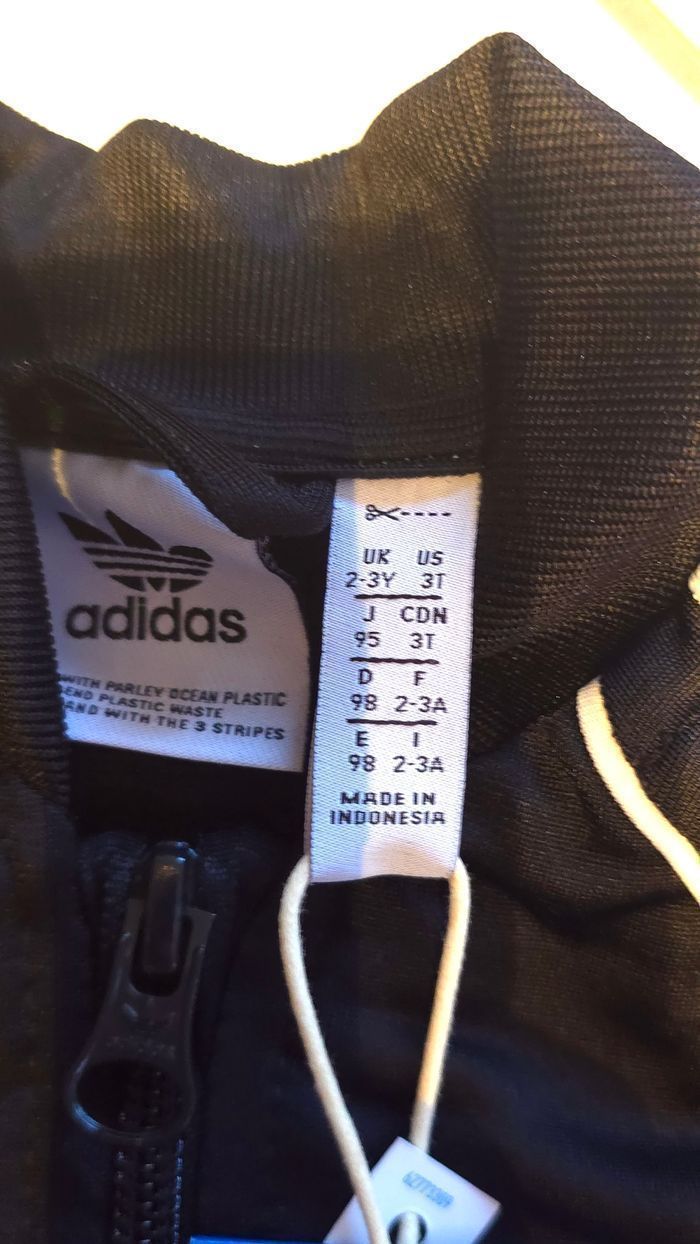 adidas
WITH PARLEY OCEAN PLASTIC
END PLASTIC WASTE
AND WITH THE 3 STRIPES
UK US
2-3Y 3T
J CDN
95 3T
D F
98 2-3A
E I
98 2-3A
MADE IN
INDONESIA